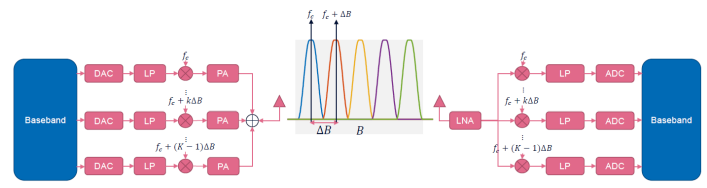 f_c
f_c + ΔB
f_c
f_c
DAC
LP
PA
LP
ADC
⋮
⋮
f_c + kΔB
f_c + kΔB
Baseband
DAC
LP
PA
LNA
LP
ADC
Baseband
ΔB
B
⋮
⋮
f_c + (K − 1)ΔB
f_c + (K − 1)ΔB
DAC
LP
PA
LP
ADC